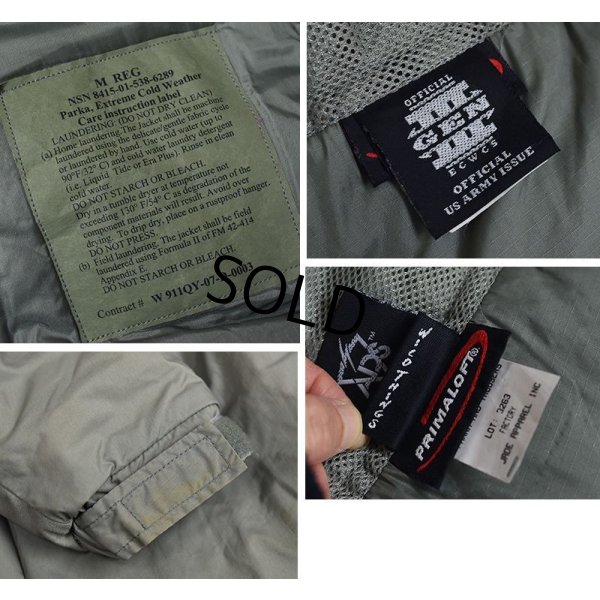 M REG
NSN 8415-01-538-6289
Parka, Extreme Cold Weather
Care instruction label
LAUNDERING (DO NOT DRY CLEAN)
(a) Home laundering. The jacket shall be machine
laundered using the delicate/gentle fabric cycle
or laundered by hand. Use cold water (up to
90°F/32° C) and cold water laundry detergent
(i.e. Liquid Tide or Era Plus). Rinse in clean
cold water.
DO NOT STARCH OR BLEACH.
Dry in a tumble dryer at temperature not
exceeding 130° F/54° C as degradation of the
component materials will result. Avoid over
drying. To drip dry, place on a rustproof hanger.
DO NOT PRESS.
(b) Field laundering. The jacket shall be field
laundered using Formula II of FM 42-414
Appendix E.
DO NOT STARCH OR BLEACH.
Contract #
OFFICIAL
III
GEN
III
ECWCS
OFFICIAL
US ARMY ISSUE
SOLD
TM
PRIMALOFT®
LOT: 3263
FACTORY
JADE APPAREL INC